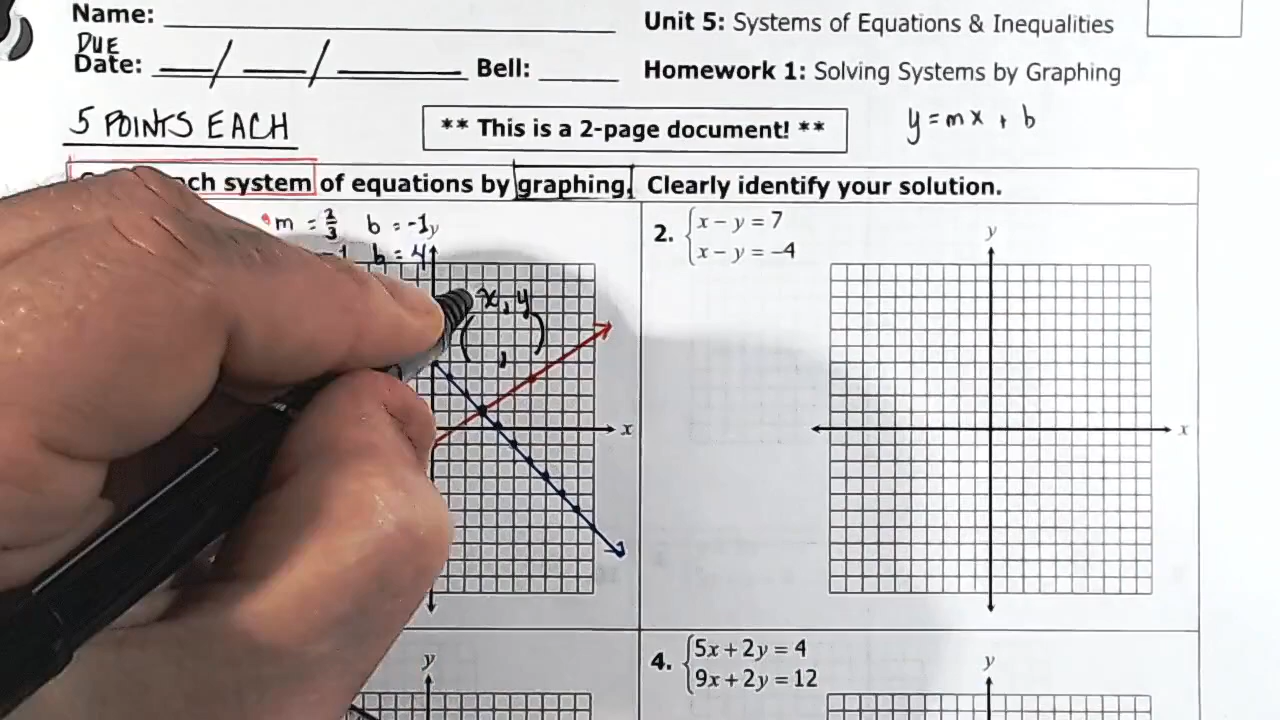 Name:
Unit 5: Systems of Equations & Inequalities
DUE
Date: / / Bell:
Homework 1: Solving Systems by Graphing
5 POINTS EACH
** This is a 2-page document! **
y = mx + b
each system of equations by graphing. Clearly identify your solution.
m = 2/3 b = -1
b = 4
y
x, y
( , )
x
2. x − y = 7
x − y = −4
y
x
y
4. 5x + 2y = 4
9x + 2y = 12
y